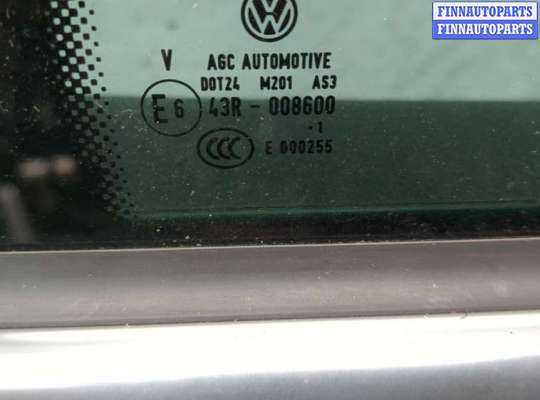 FINNAUTOPARTS
FINNAUTOPARTS
VW
V AGC AUTOMOTIVE
DOT24 M201 AS3
E6 43R-008600
-1
CCC E 000255